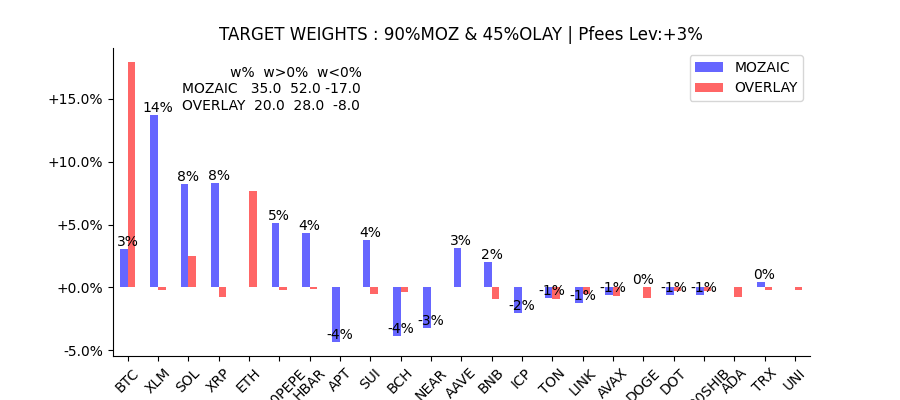 TARGET WEIGHTS : 90%MOZ & 45%OLAY | Pfees Lev:+3%
w% w>0% w<0%
MOZAIC 35.0 52.0 -17.0
OVERLAY 20.0 28.0 -8.0
MOZAIC
OVERLAY
+15.0%
+10.0%
+5.0%
+0.0%
-5.0%
3%
14%
8%
8%
5%
4%
-4%
4%
-4%
-3%
3%
2%
-2%
-1%
-1%
-1%
0%
-1%
-1%
0%
BTC
XLM
SOL
XRP
ETH
0PEPE
HBAR
APT
SUI
BCH
NEAR
AAVE
BNB
ICP
TON
LINK
AVAX
DOGE
DOT
00SHIB
ADA
TRX
UNI